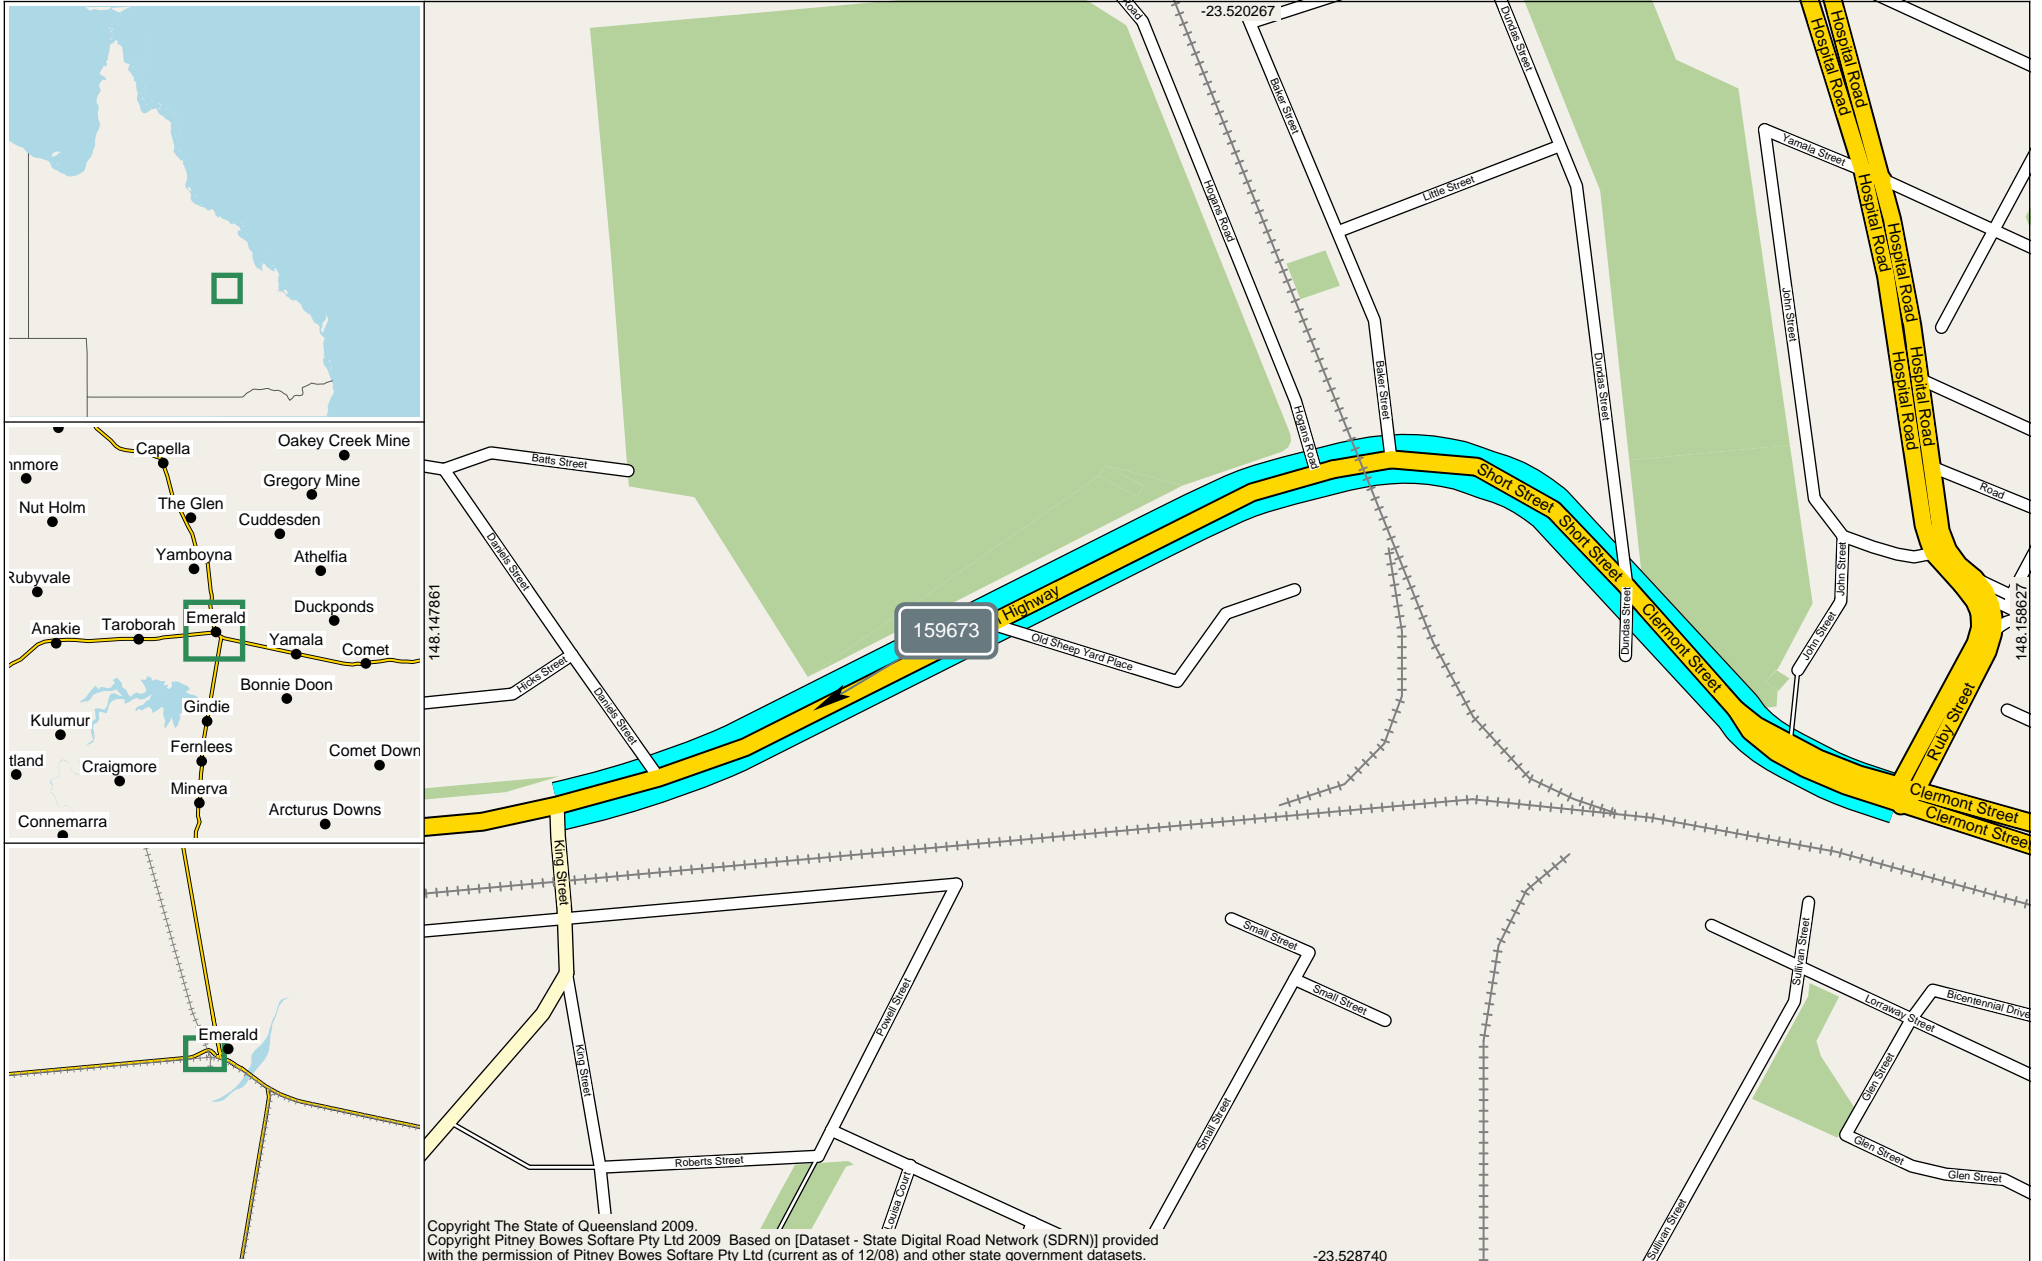 Capella
Oakey Creek Mine
nnmore
Gregory Mine
The Glen
Nut Holm
Cuddesden
Yamboyna
Athelfia
Rubyvale
Duckponds
Emerald
Anakie
Taroborah
Yamala
Comet
Bonnie Doon
Gindie
Kulumur
Fernlees
Comet Down
tland
Craigmore
Minerva
Arcturus Downs
Connemarra
Emerald
-23.520267
148.147861
148.158627
-23.528740
Road
Hogans Road
Hogans Road
Baker Street
Baker Street
Little Street
Dundas Street
Dundas Street
Dundas Street
Hospital Road
Hospital Road
Hospital Road
Hospital Road
Hospital Road
Hospital Road
Yamala Street
John Street
John Street
John Street
Road
Ruby Street
Batts Street
Daniels Street
Daniels Street
Hicks Street
159673
Highway
Old Sheep Yard Place
Short Street
Short Street
Clermont Street
Clermont Street
Clermont Stree
King Street
King Street
Powell Street
Roberts Street
Louisa Court
Small Street
Small Street
Small Street
Sullivan Street
Sullivan Street
Lorraway Street
Bicentennial Drive
Glen Street
Glen Street
Glen Street
Copyright The State of Queensland 2009.
Copyright Pitney Bowes Softare Pty Ltd 2009 Based on [Dataset - State Digital Road Network (SDRN)] provided
with the permission of Pitney Bowes Softare Pty Ltd (current as of 12/08) and other state government datasets.